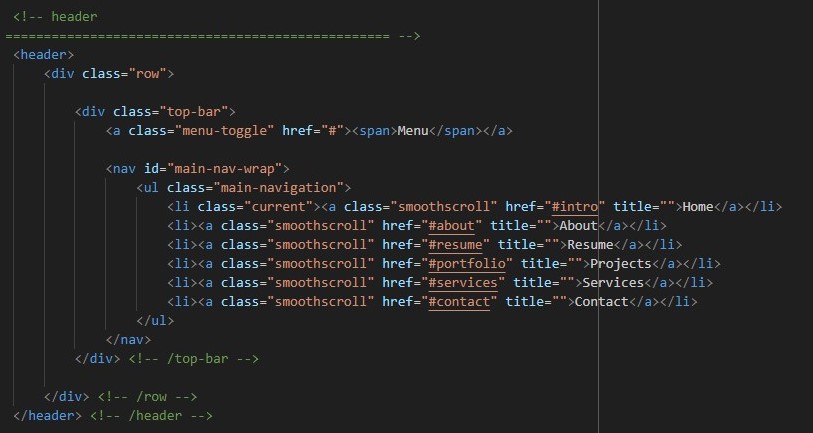 <!-- header
================================================== -->
<header>
<div class="row">
<div class="top-bar">
<a class="menu-toggle" href="#"><span>Menu</span></a>
<nav id="main-nav-wrap">
<ul class="main-navigation">
<li class="current"><a class="smoothscroll" href="#intro" title="">Home</a></li>
<li><a class="smoothscroll" href="#about" title="">About</a></li>
<li><a class="smoothscroll" href="#resume" title="">Resume</a></li>
<li><a class="smoothscroll" href="#portfolio" title="">Projects</a></li>
<li><a class="smoothscroll" href="#services" title="">Services</a></li>
<li><a class="smoothscroll" href="#contact" title="">Contact</a></li>
</ul>
</nav>
</div> <!-- /top-bar -->
</div> <!-- /row -->
</header> <!-- /header -->